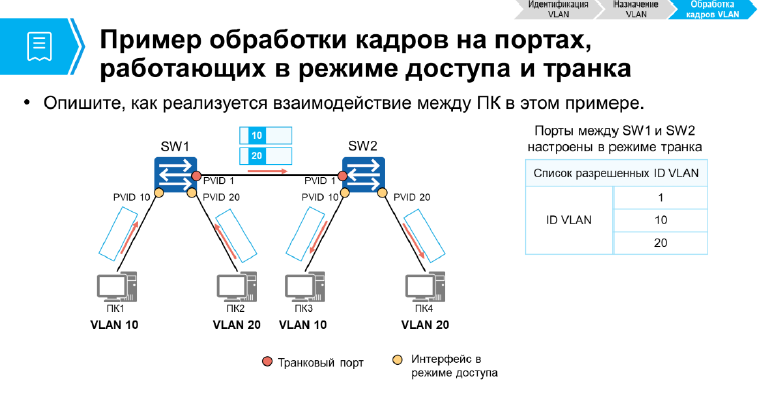 Идентификация
VLAN
Назначение
VLAN
Обработка
кадров VLAN
Пример обработки кадров на портах,
работающих в режиме доступа и транка
• Опишите, как реализуется взаимодействие между ПК в этом примере.
10
20
SW1
SW2
PVID 1
PVID 1
PVID 10
PVID 20
PVID 10
PVID 20
ПК1
ПК2
ПК3
ПК4
VLAN 10
VLAN 20
VLAN 10
VLAN 20
Порты между SW1 и SW2
настроены в режиме транка
Список разрешенных ID VLAN
ID VLAN
1
10
20
Транковый порт
Интерфейс в
режиме доступа